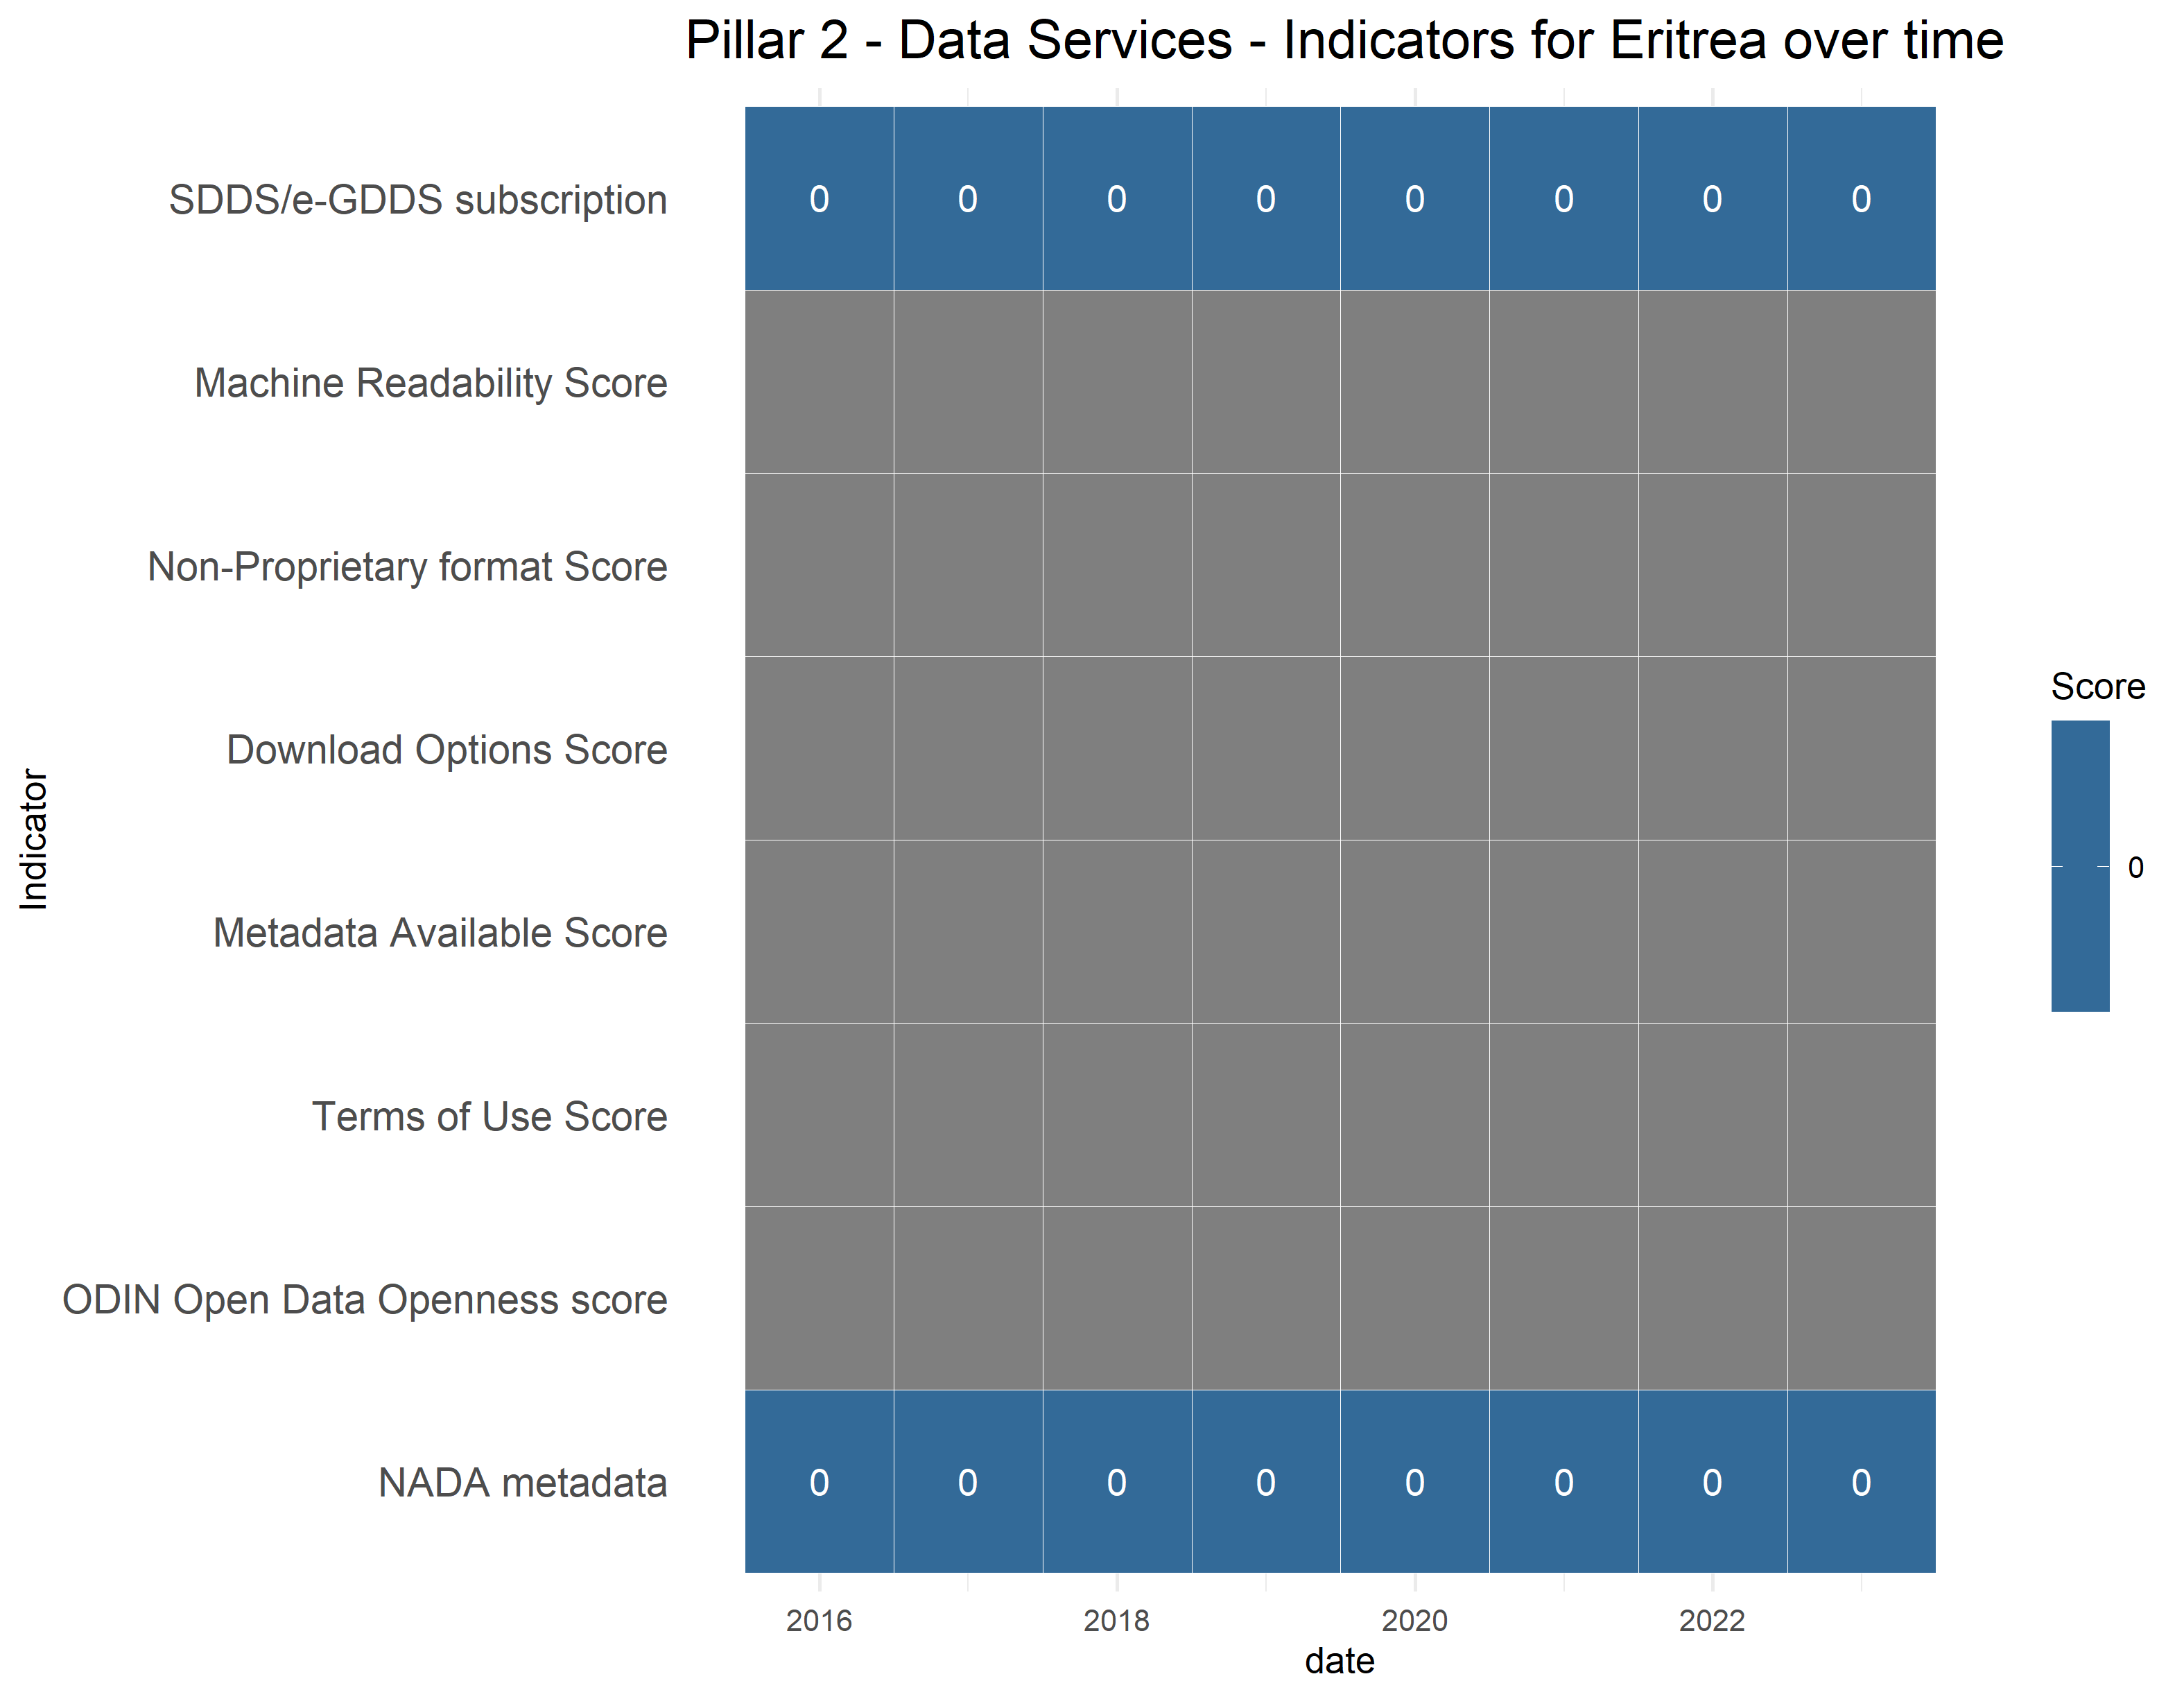 Pillar 2 - Data Services - Indicators for Eritrea over time
SDDS/e-GDDS subscription
0 0 0 0 0 0 0 0
Machine Readability Score
Non-Proprietary format Score
Download Options Score
Metadata Available Score
Terms of Use Score
ODIN Open Data Openness score
NADA metadata
0 0 0 0 0 0 0 0
Indicator
2016 2018 2020 2022
date
Score
0